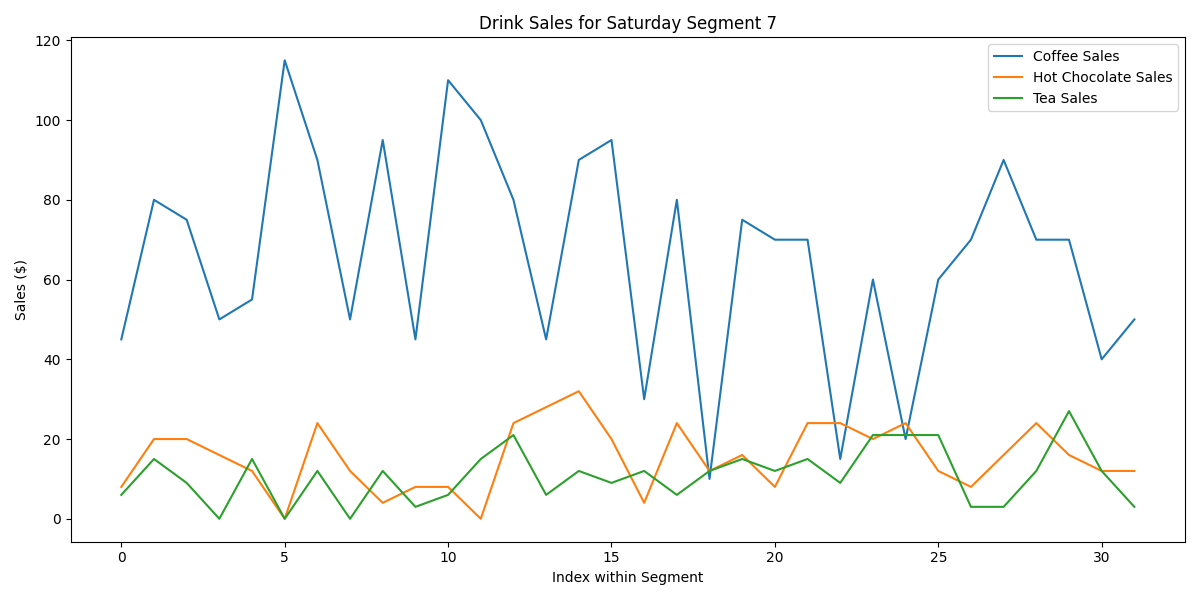 Drink Sales for Saturday Segment 7
120
100
80
60
40
20
0
Sales ($)
Coffee Sales
Hot Chocolate Sales
Tea Sales
0 5 10 15 20 25 30
Index within Segment